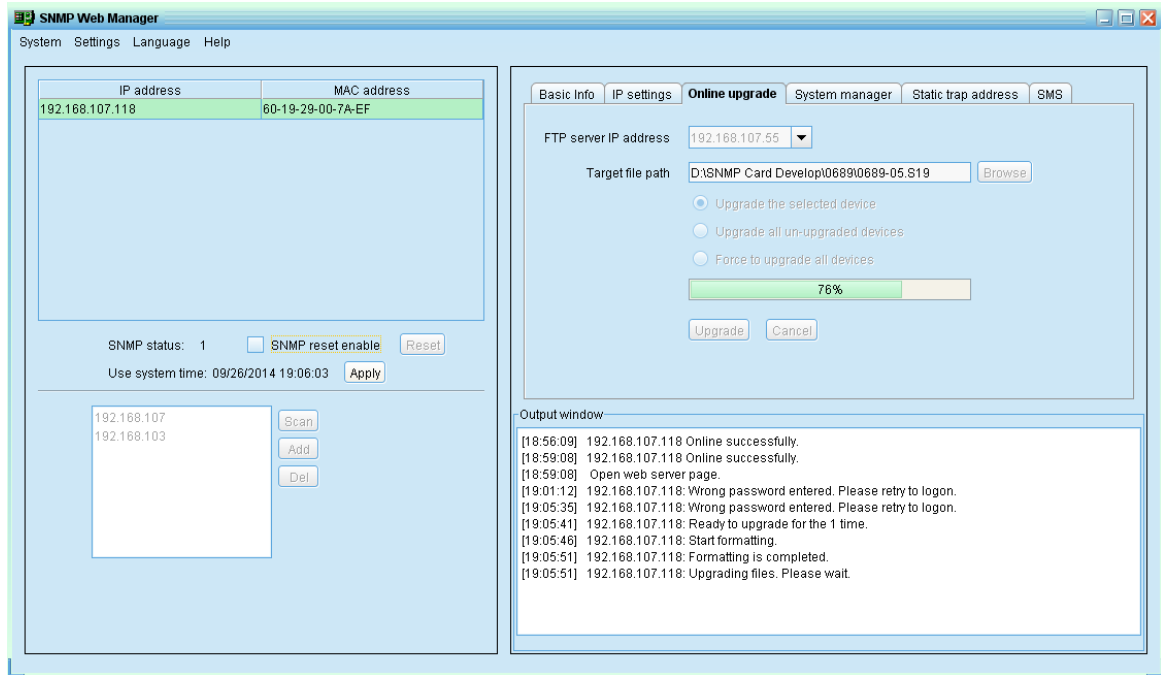 SNMP Web Manager
System Settings Language Help
IP address MAC address
192.168.107.118 60-19-29-00-7A-EF
SNMP status: 1 SNMP reset enable Reset
Use system time: 09/26/2014 19:06:03 Apply
192.168.107
192.168.103
Scan
Add
Del
Basic Info IP settings Online upgrade System manager Static trap address SMS
FTP server IP address 192.168.107.55
Target file path D:\SNMP Card Develop\0689\0689-05.S19 Browse
Upgrade the selected device
Upgrade all un-upgraded devices
Force to upgrade all devices
76%
Upgrade Cancel
Output window
[18:56:09] 192.168.107.118 Online successfully.
[18:59:08] 192.168.107.118 Online successfully.
[18:59:08] Open web server page.
[19:01:12] 192.168.107.118: Wrong password entered. Please retry to logon.
[19:05:35] 192.168.107.118: Wrong password entered. Please retry to logon.
[19:05:41] 192.168.107.118: Ready to upgrade for the 1 time.
[19:05:46] 192.168.107.118: Start formatting.
[19:05:51] 192.168.107.118: Formatting is completed.
[19:05:51] 192.168.107.118: Upgrading files. Please wait.